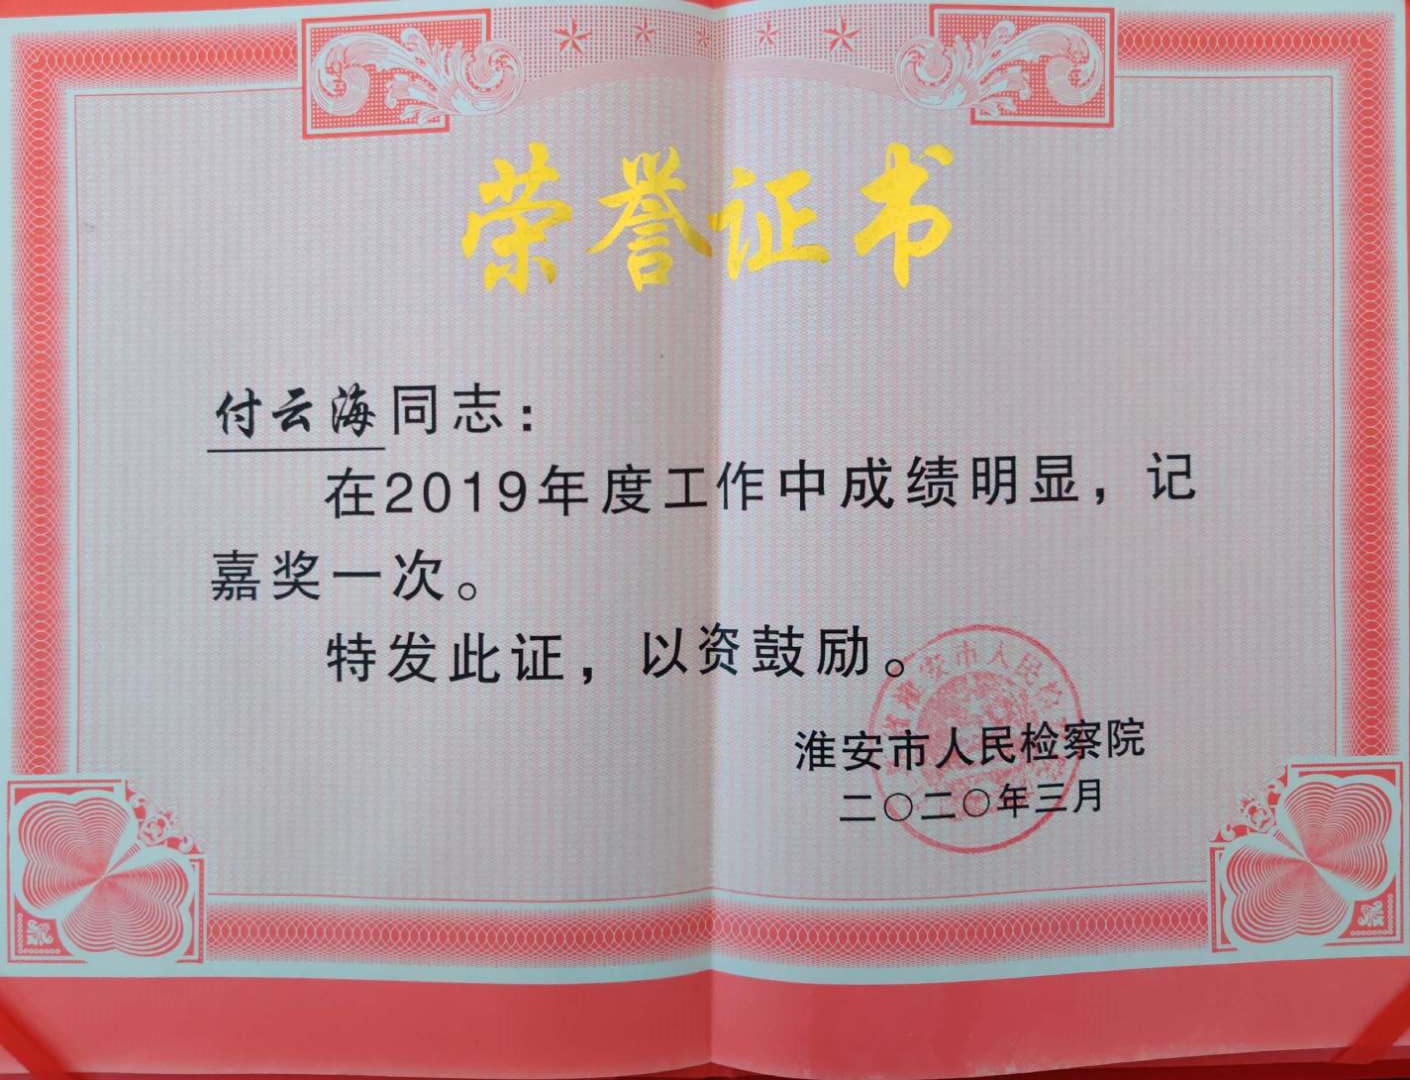 荣誉证书
付云海同志：
在2019年度工作中成绩明显，记
嘉奖一次。
特发此证，以资鼓励。
淮安市人民检察院
二〇二〇年三月